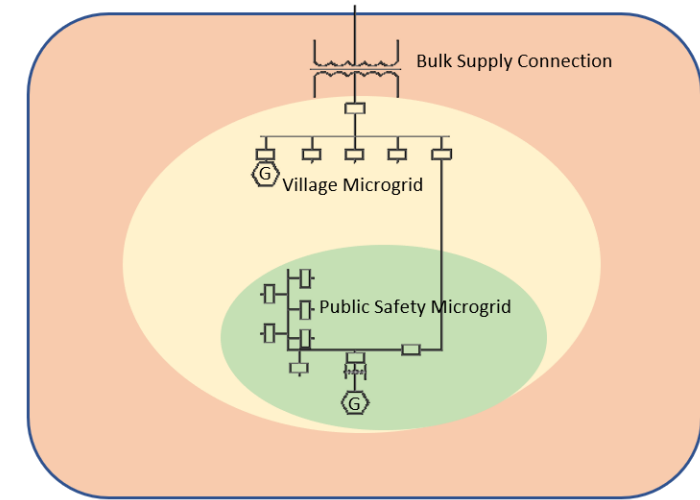 Bulk Supply Connection
G
Village Microgrid
Public Safety Microgrid
G